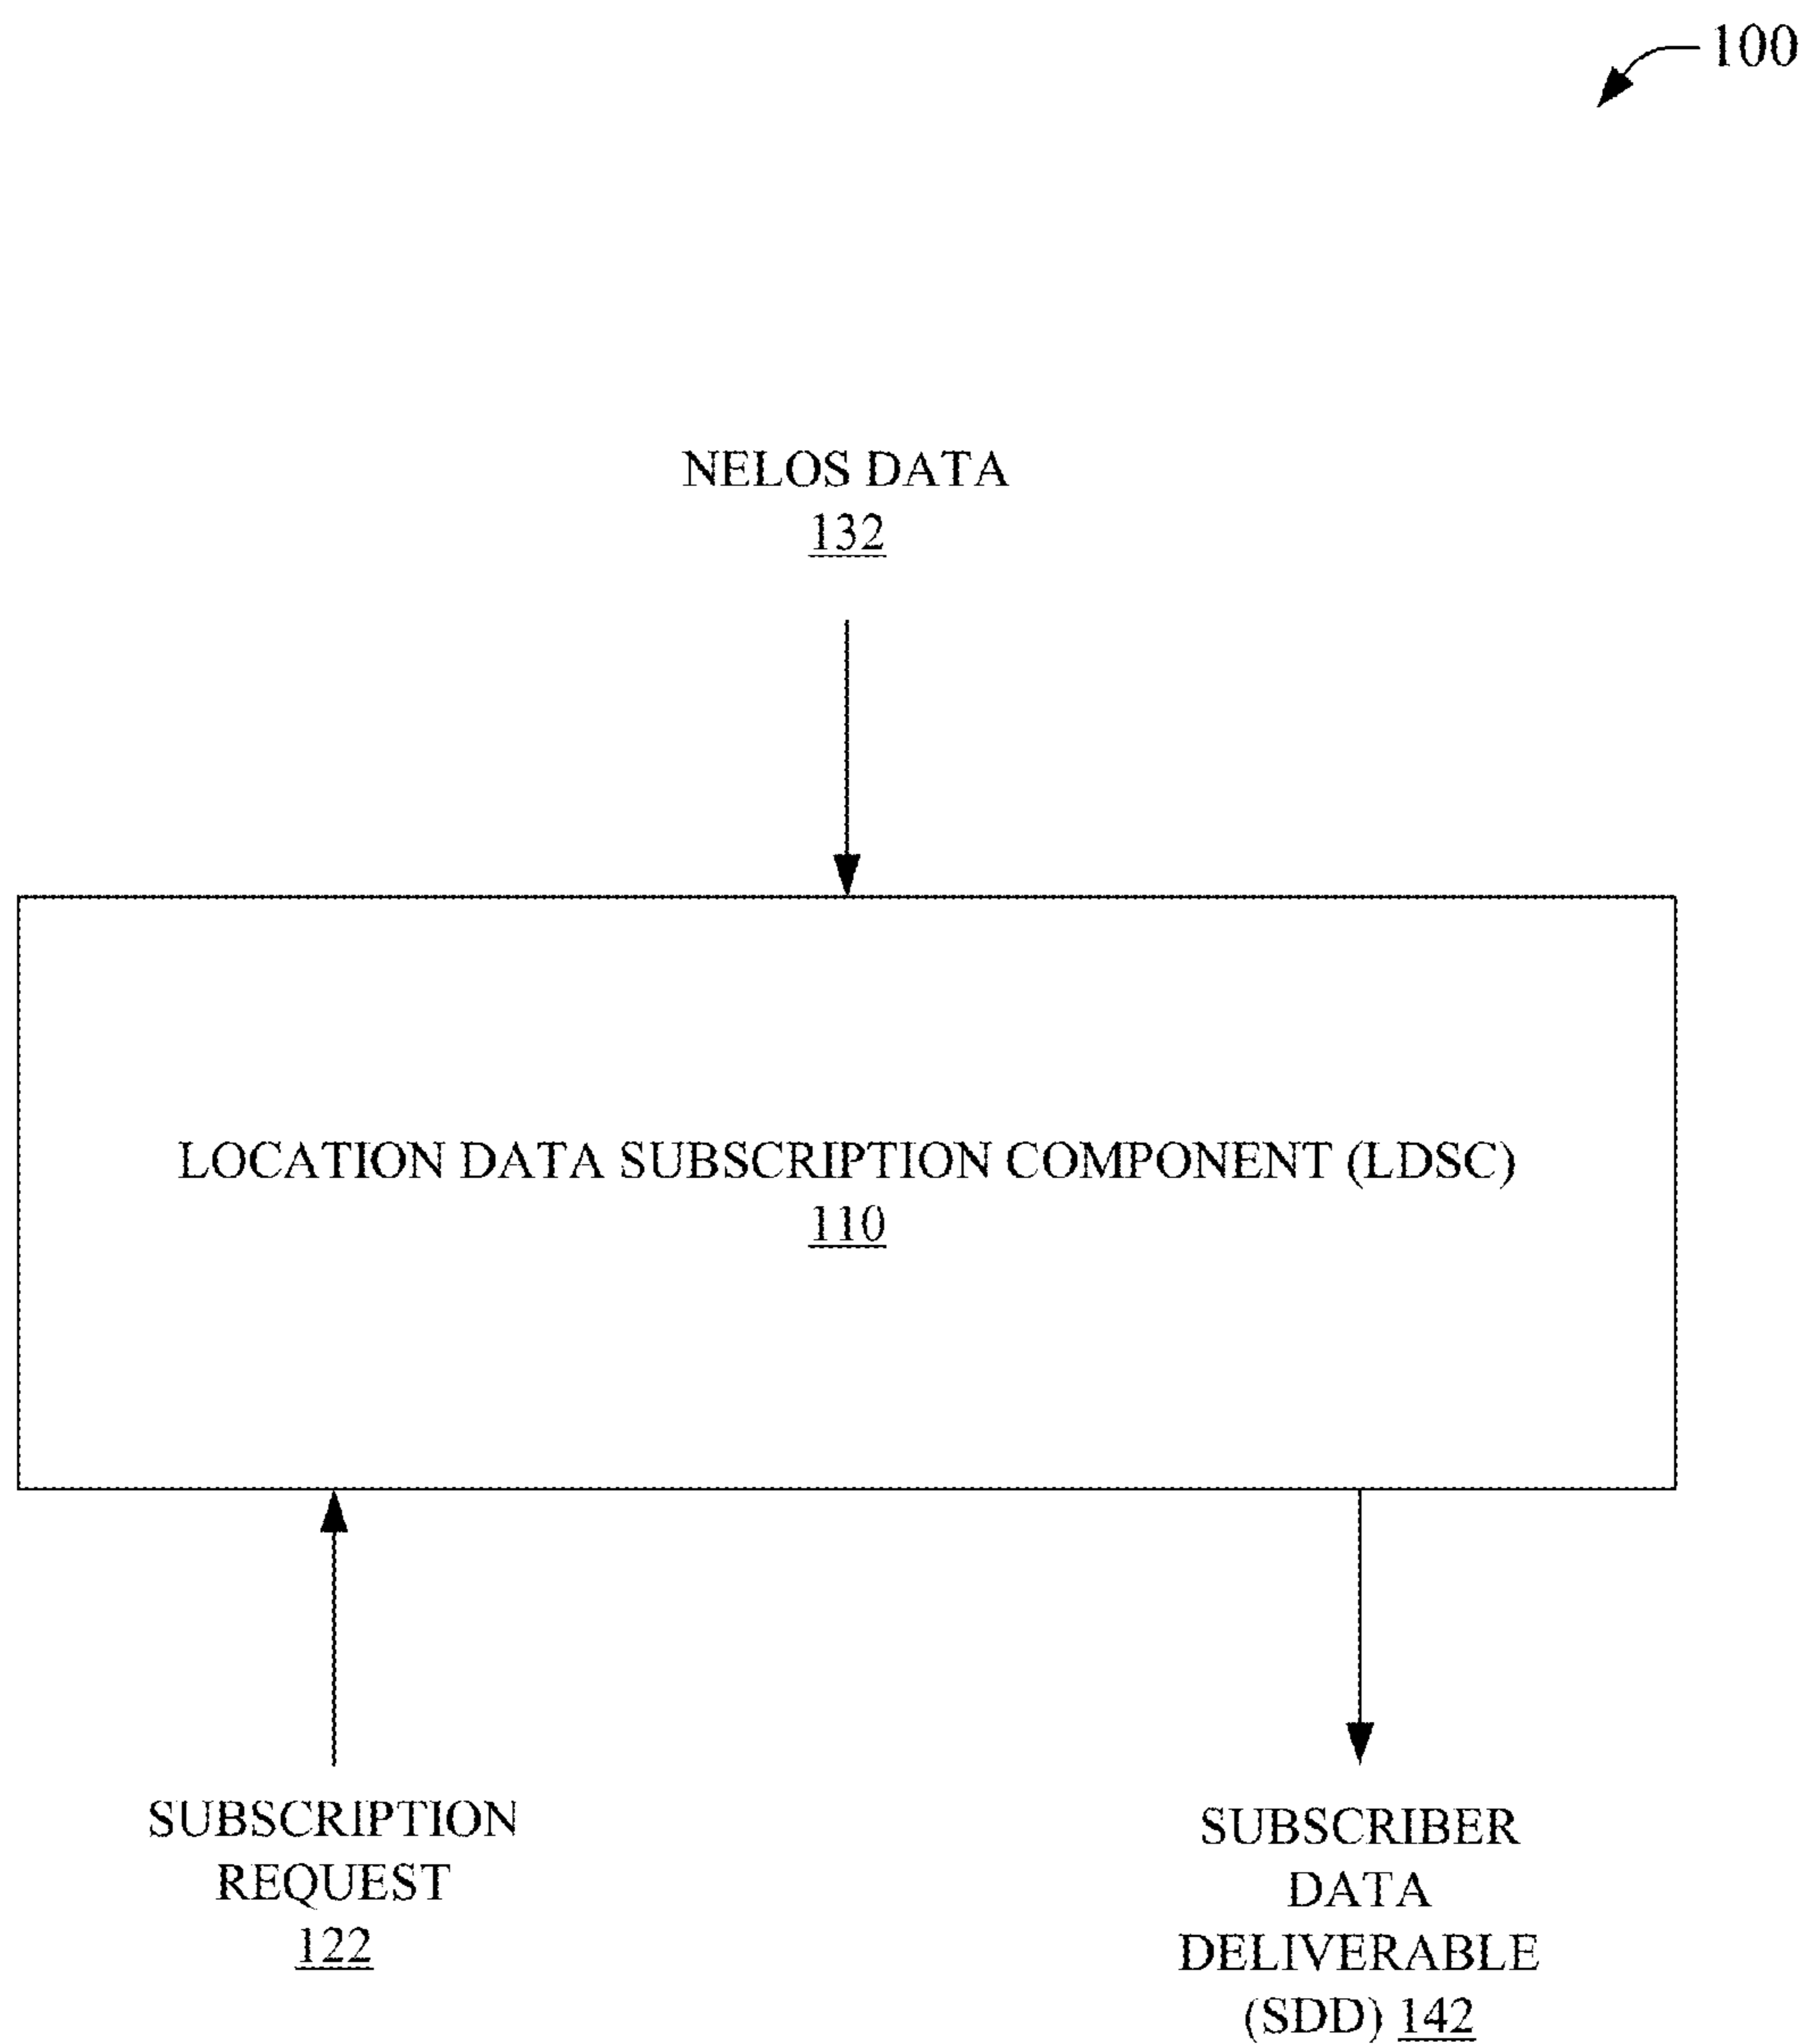 100
NELOS DATA
132
LOCATION DATA SUBSCRIPTION COMPONENT (LDSC)
110
SUBSCRIPTION
REQUEST
122
SUBSCRIBER
DATA
DELIVERABLE
(SDD) 142